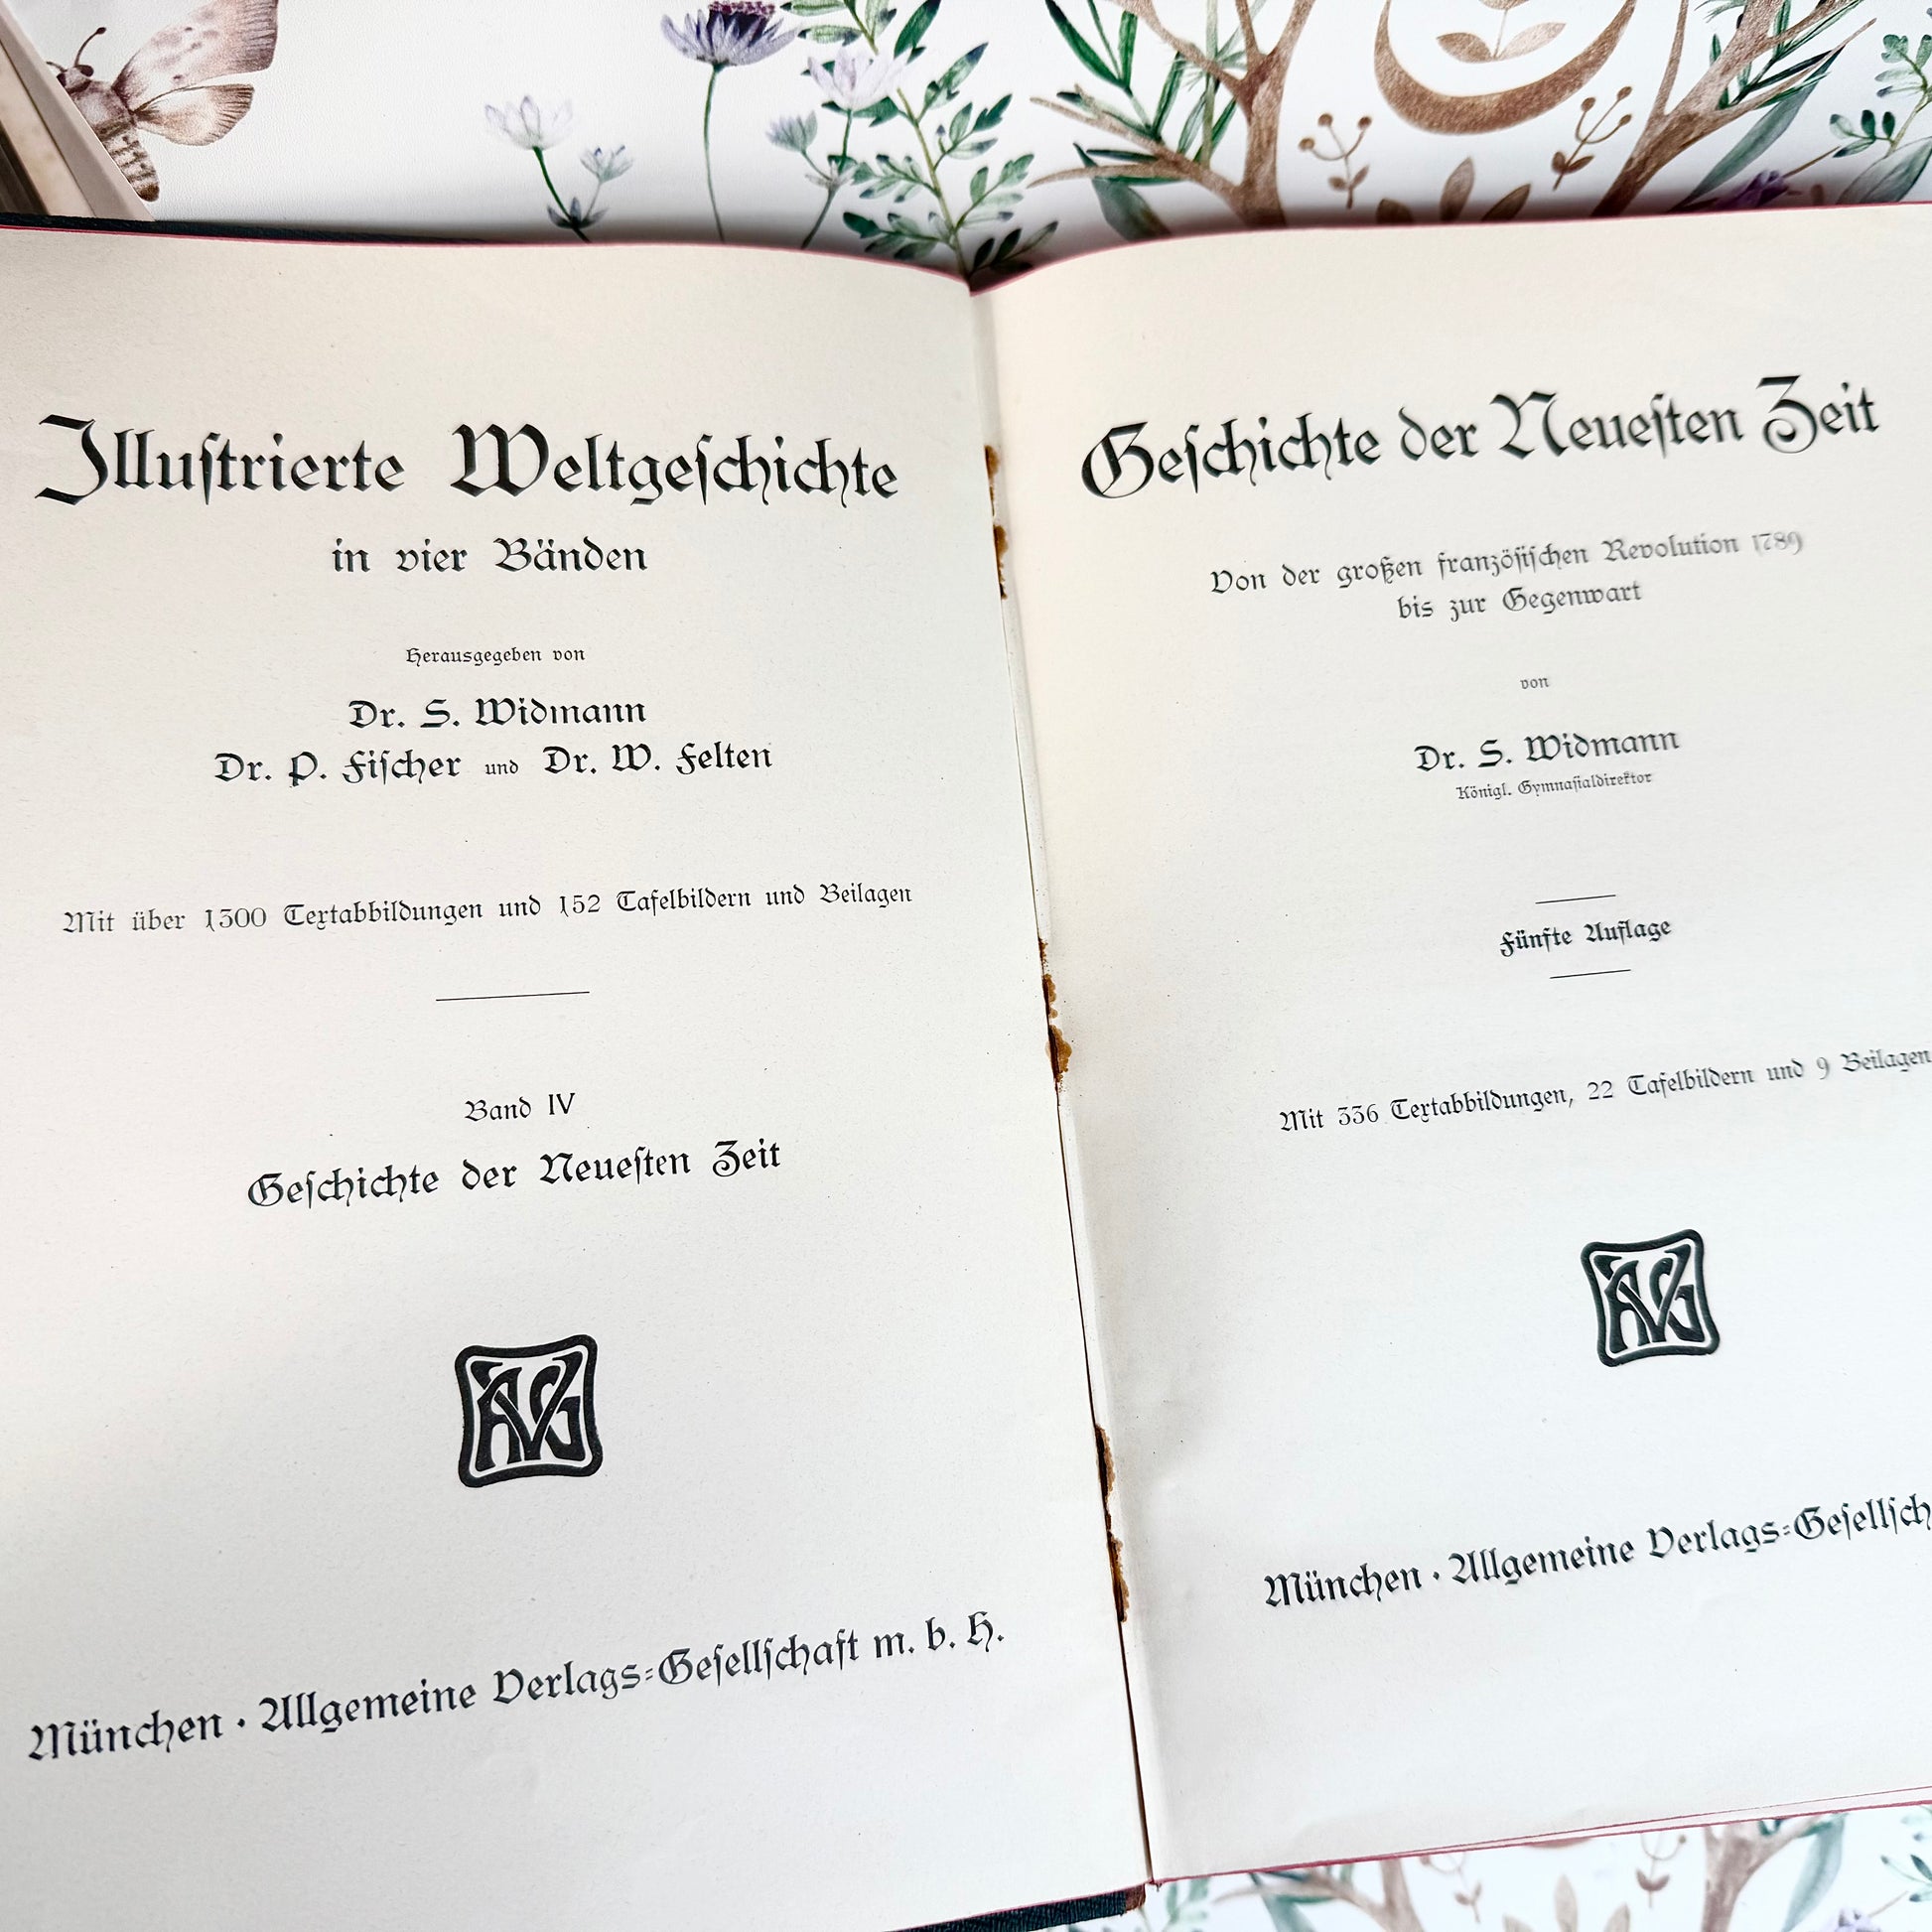 Illuſtrierte Weltgeſchichte
in vier Bänden
Herausgegeben von
Dr. S. Widmann
Dr. P. Fiſcher und Dr. W. Felten
Mit über 1300 Textabbildungen und 152 Tafelbildern und Beilagen
Band IV
Geſchichte der Neueſten Zeit
AVG
München · Allgemeine Verlags-Geſellſchaft m. b. H.
Geſchichte der Neueſten Zeit
Von der großen franzöſiſchen Revolution 1789
bis zur Gegenwart
von
Dr. S. Widmann
Königl. Gymnaſialdirektor
Fünfte Auflage
Mit 336 Textabbildungen, 22 Tafelbildern und 9 Beilagen
AVG
München · Allgemeine Verlags-Geſellſch